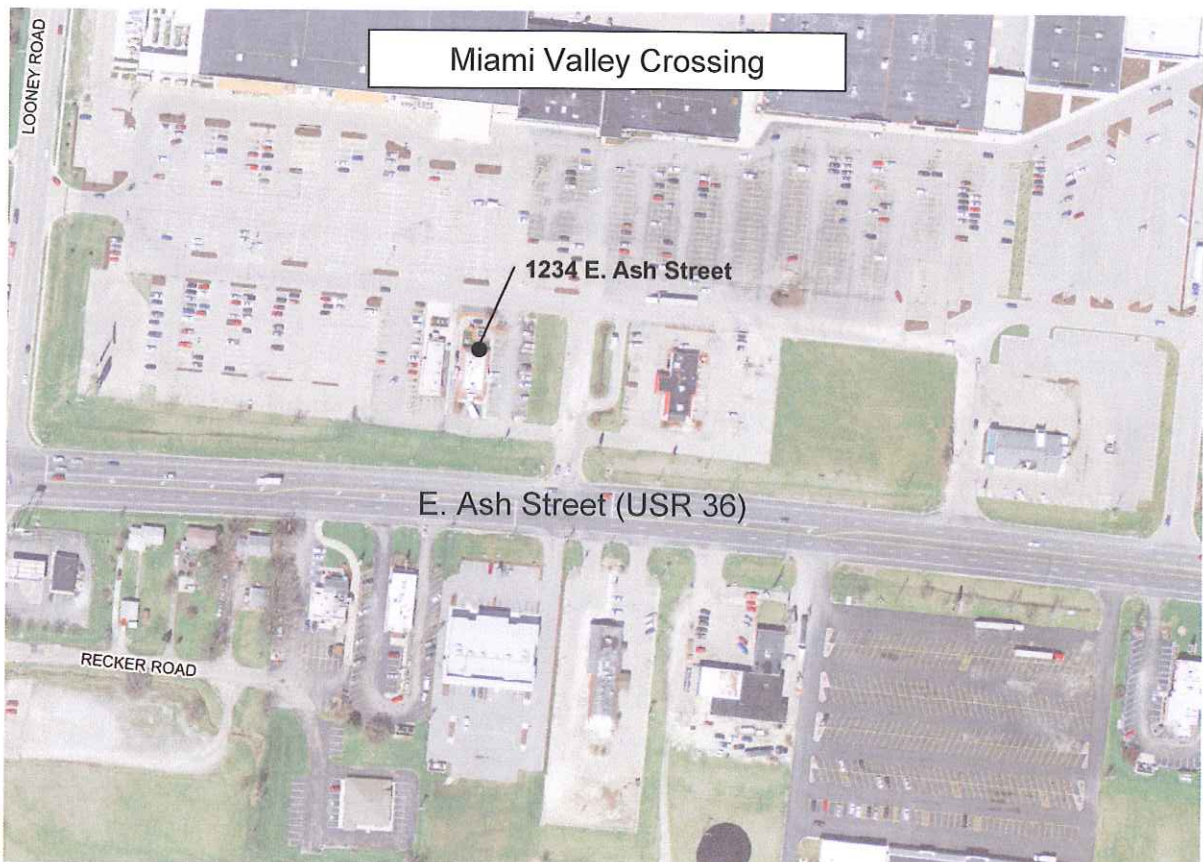 Miami Valley Crossing
LOONEY ROAD
1234 E. Ash Street
E. Ash Street (USR 36)
RECKER ROAD